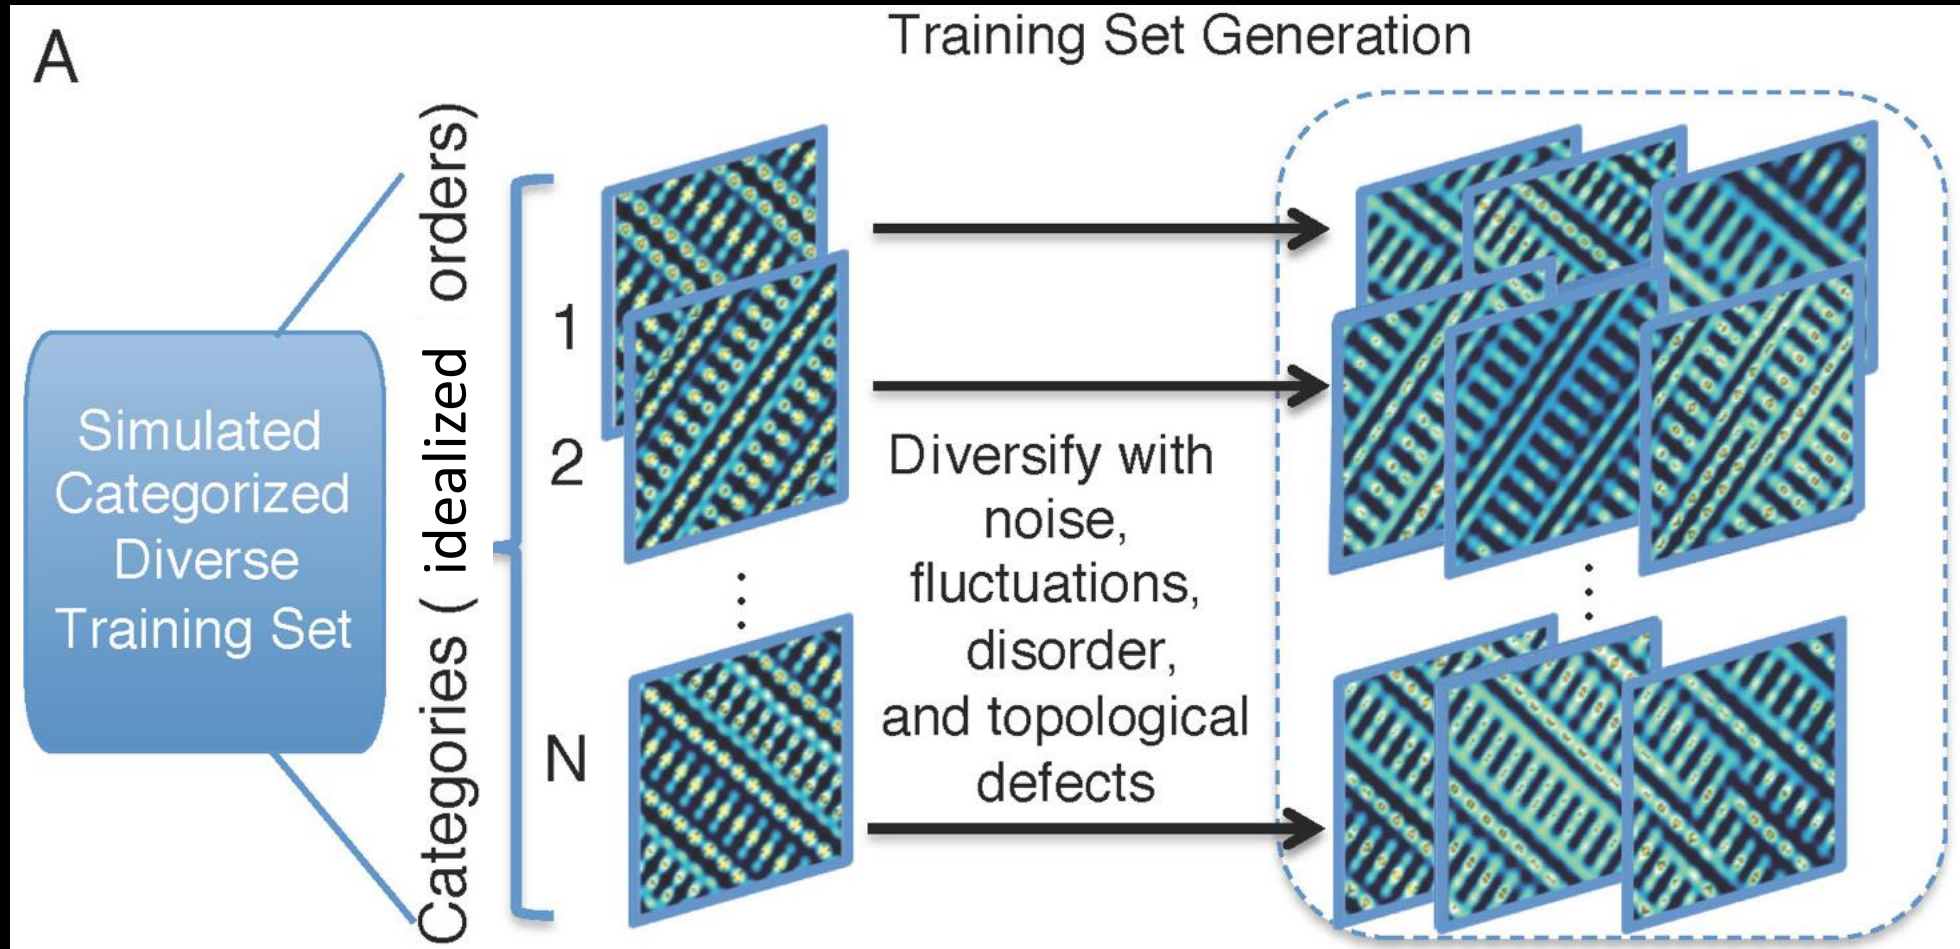 A
Training Set Generation
Simulated
Categorized
Diverse
Training Set
Categories ( idealized orders)
1
2
N
Diversify with
noise,
fluctuations,
disorder,
and topological
defects